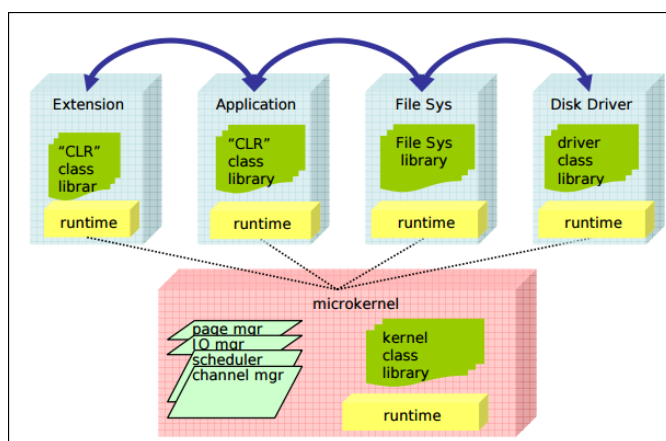 Extension
"CLR"
class
librar
runtime
Application
"CLR"
class
library
runtime
File Sys
File Sys
library
runtime
Disk Driver
driver
class
library
runtime
microkernel
page mgr
IO mgr
scheduler
channel mgr
kernel
class
library
runtime